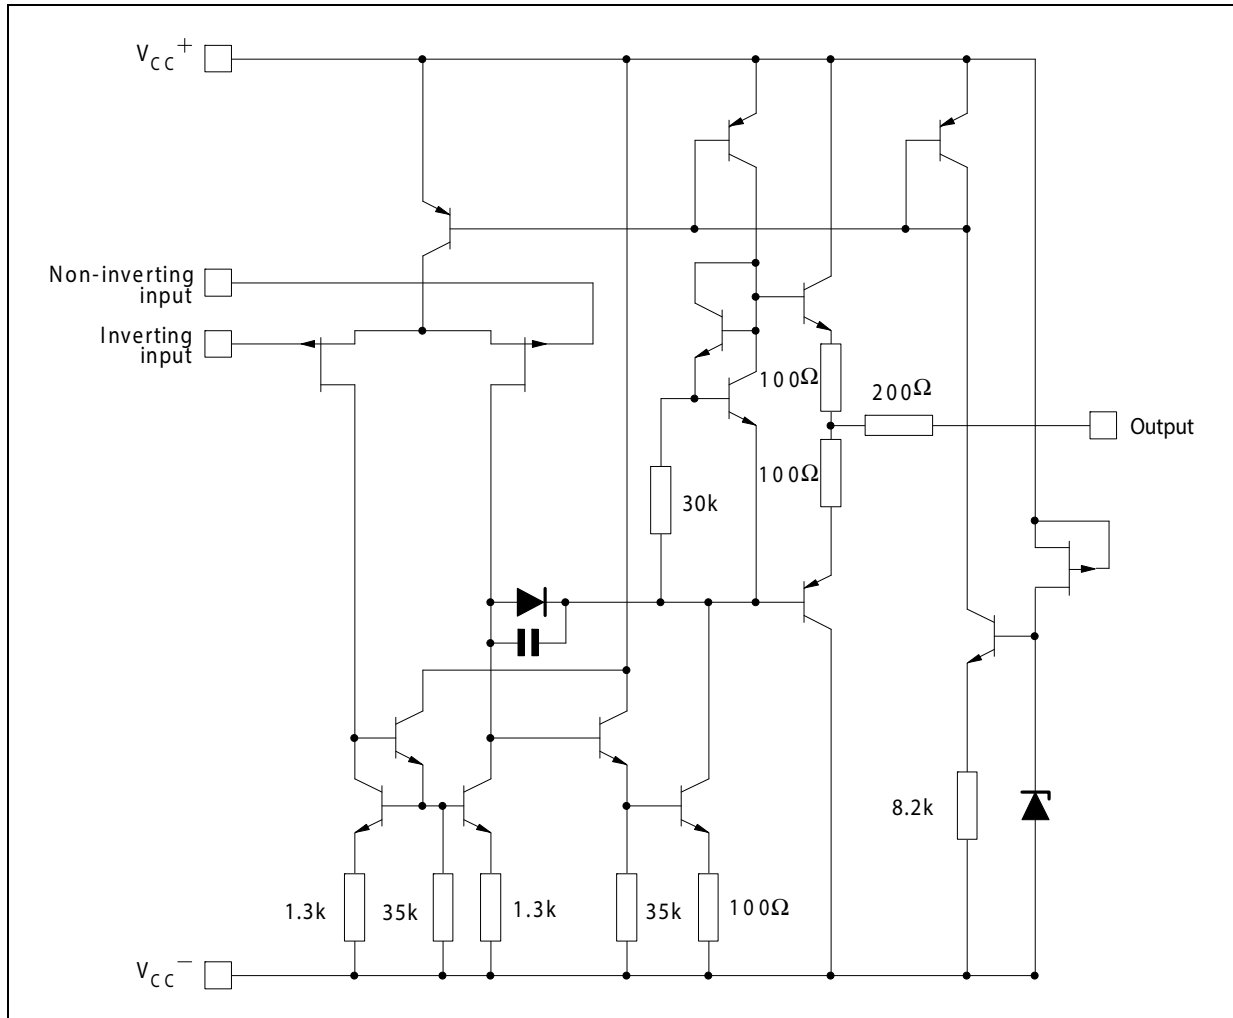 VCC+
Non-inverting
input
Inverting
input
100Ω
200Ω
Output
100Ω
30k
8.2k
1.3k
35k
1.3k
35k
100Ω
VCC−